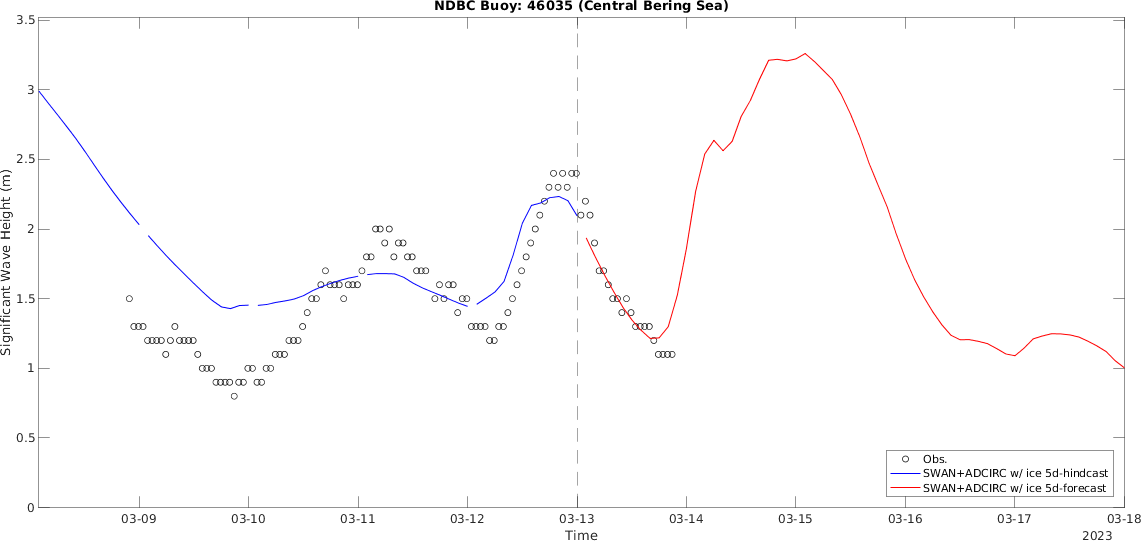 NDBC Buoy: 46035 (Central Bering Sea)
3.5
3
2.5
2
1.5
1
0.5
0
Significant Wave Height (m)
Obs.
SWAN+ADCIRC w/ ice 5d-hindcast
SWAN+ADCIRC w/ ice 5d-forecast
03-09 03-10 03-11 03-12 03-13 03-14 03-15 03-16 03-17 03-18
Time
2023